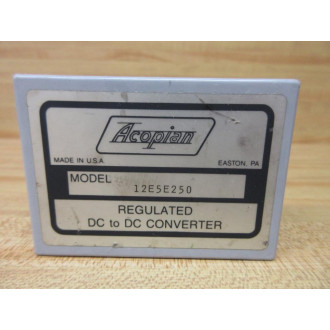 Acopian
MADE IN U.S.A. EASTON, PA
MODEL
12E5E250
REGULATED
DC to DC CONVERTER